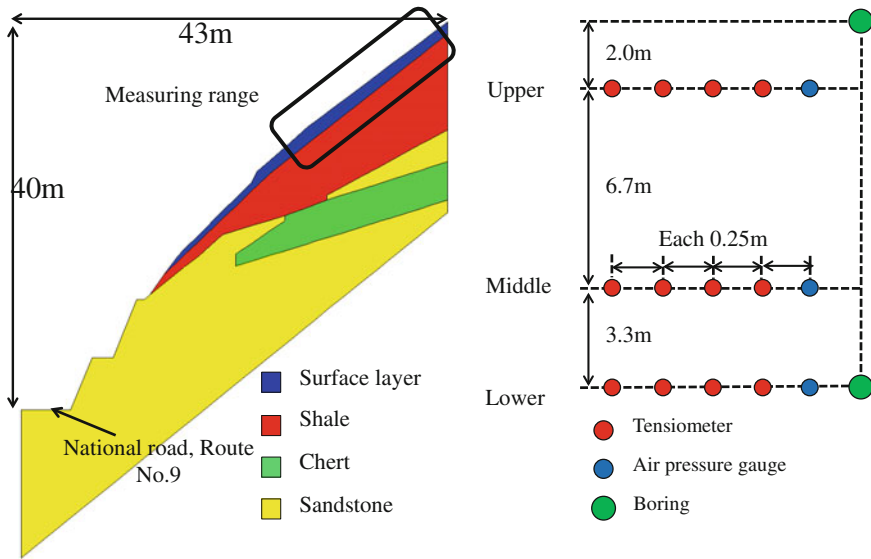 43m
Measuring range
40m
National road, Route
No.9
Surface layer
Shale
Chert
Sandstone
2.0m
Upper
6.7m
Each 0.25m
Middle
3.3m
Lower
Tensiometer
Air pressure gauge
Boring